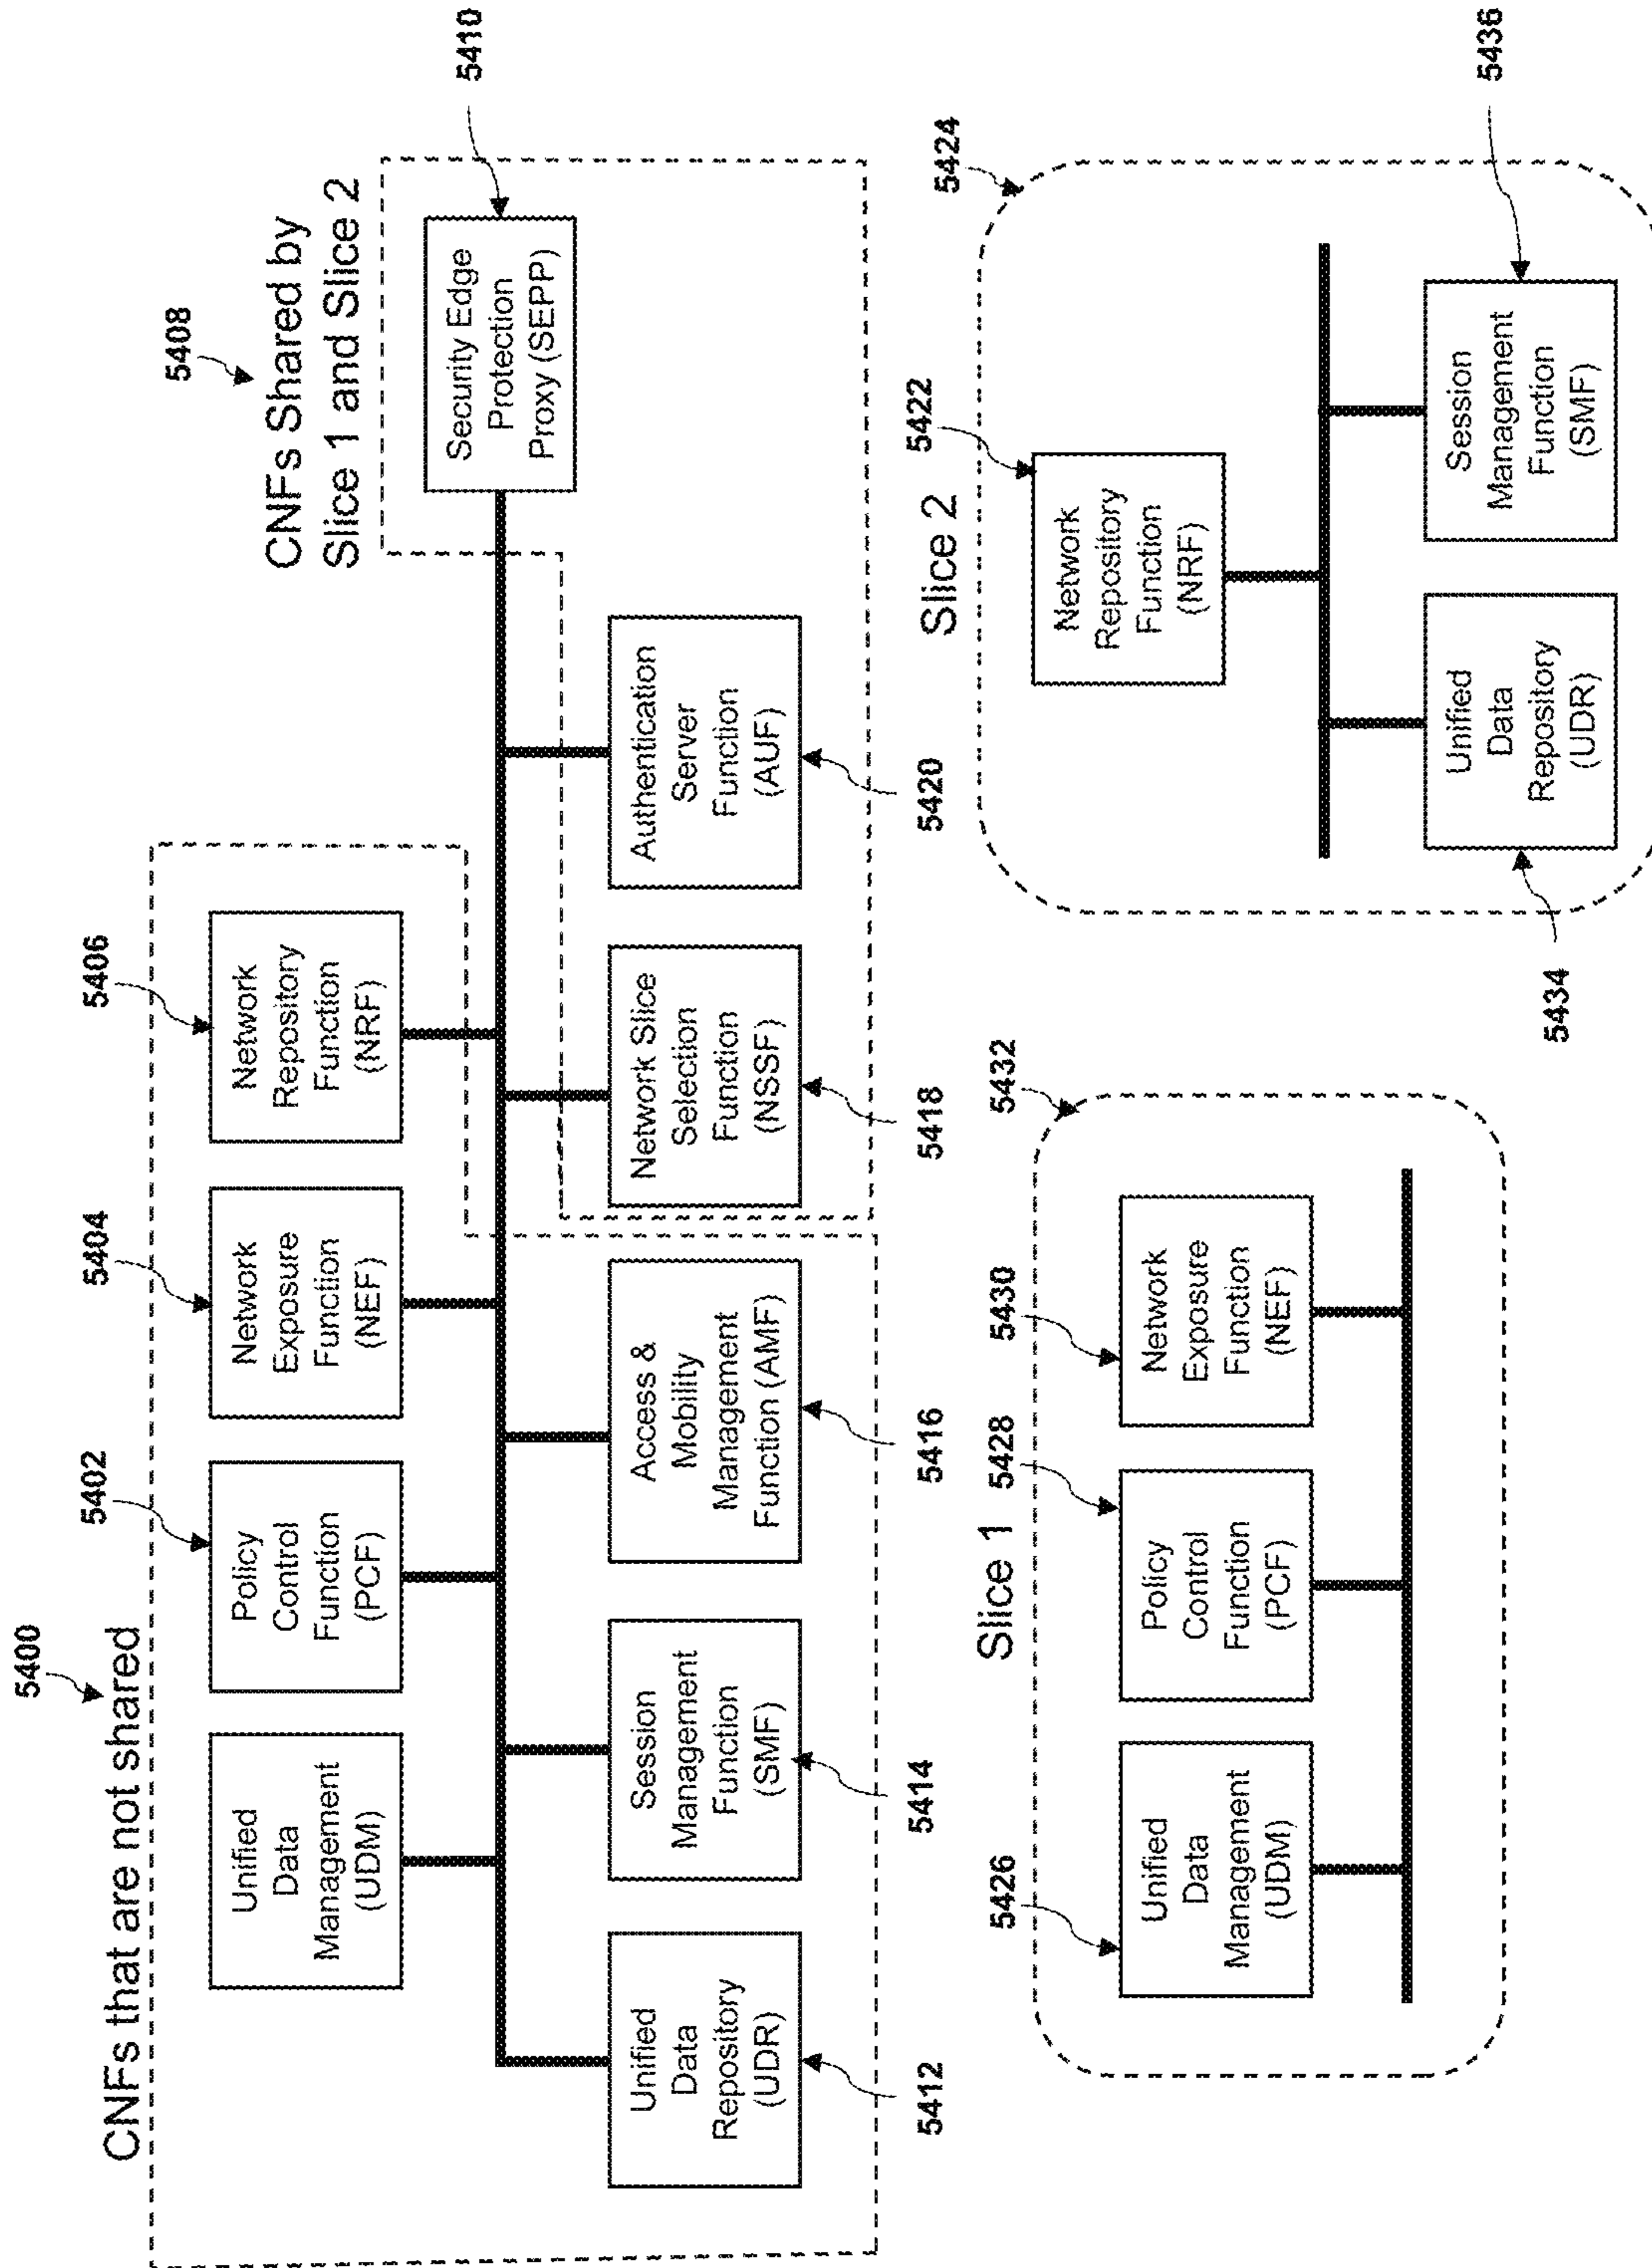 5400
CNFs that are not shared
5402
5404
5406
5408
CNFs Shared by
Slice 1 and Slice 2
5410
Unified
Data
Management
(UDM)
Policy
Control
Function
(PCF)
Network
Exposure
Function
(NEF)
Network
Repository
Function
(NRF)
Security Edge
Protection
Proxy (SEPP)
Unified
Data
Repository
(UDR)
Session
Management
Function
(SMF)
Access &
Mobility
Management
Function (AMF)
Network Slice
Selection
Function
(NSSF)
Authentication
Server
Function
(AUF)
5412
5414
5416
5418
5420
Slice 1
5426
5428
5430
5432
Unified
Data
Management
(UDM)
Policy
Control
Function
(PCF)
Network
Exposure
Function
(NEF)
Slice 2
5422
5424
Network
Repository
Function
(NRF)
Unified
Data
Repository
(UDR)
Session
Management
Function
(SMF)
5434
5436